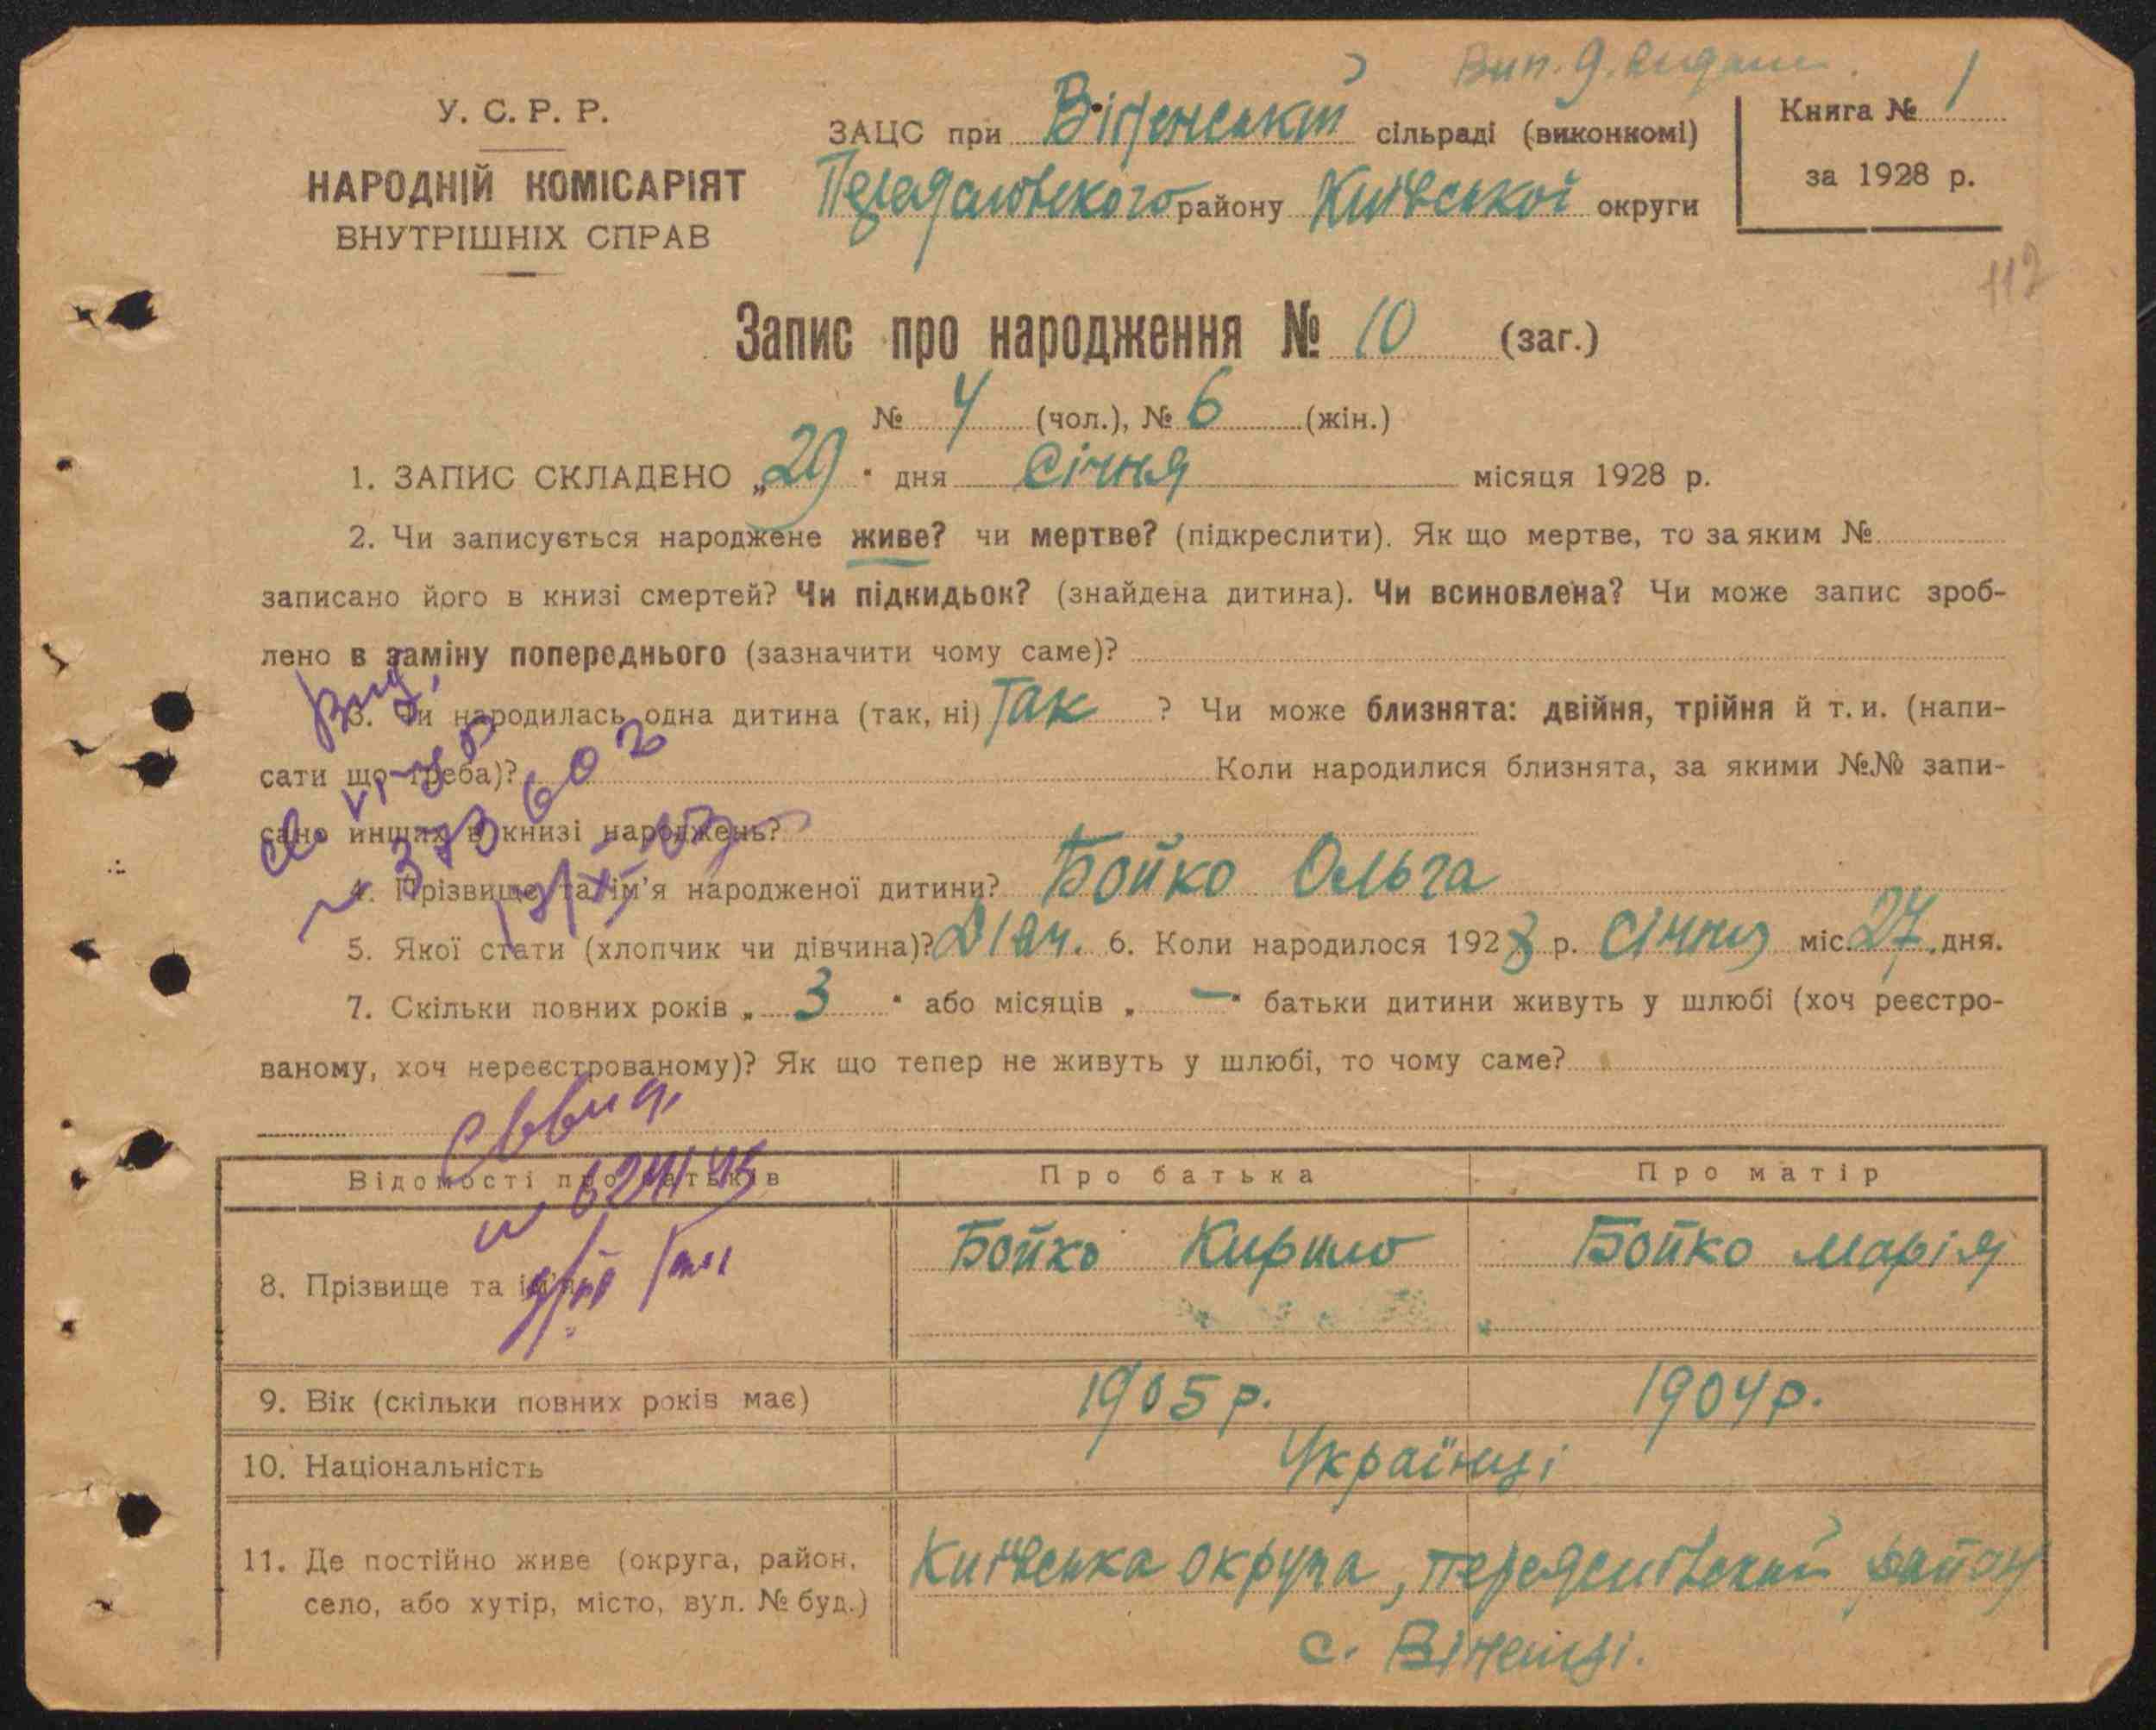 Вип.
У. С. Р. Р.
НАРОДНІЙ КОМІСАРІЯТ
ВНУТРІШНІХ СПРАВ
ЗАЦС при Віненській сільраді (виконкомі)
району Київської округи
Книга № 1
за 1928 р.
112
Запис про народження № 10 (заг.)
№ 4 (чол.), № 6 (жін.)
1. ЗАПИС СКЛАДЕНО „29" дня Січня місяця 1928 р.
2. Чи записується народжене живе? чи мертве? (підкреслити). Як що мертве, то за яким №
записано його в книзі смертей? Чи підкидьок? (знайдена дитина). Чи всиновлена? Чи може запис зроб-
лено в заміну попереднього (зазначити чому саме)?
3. Чи народилась одна дитина (так, ні) Так ? Чи може близнята: двійня, трійня й т. и. (напи-
сати що треба)? Коли народилися близнята, за якими №№ запи-
сано инших в книзі народжень?
4. Прізвище та ім'я народженої дитини? Бойко Ольга
5. Якої стати (хлопчик чи дівчина)? Дівч. 6. Коли народилося 1928 р. Січня міс. 27 дня.
7. Скільки повних років „ 3 " або місяців „ — " батьки дитини живуть у шлюбі (хоч реєстро-
ваному, хоч нереєстрованому)? Як що тепер не живуть у шлюбі, то чому саме?
Відомості про батьків Про батька Про матір
8. Прізвище та ім'я Бойко Кирило Бойко Марія
9. Вік (скільки повних років має) 1905 р. 1904 р.
10. Національність Українці
11. Де постійно живе (округа, район, село, або хутір, місто, вул. № буд.) Київська округа, Переяславський район
с. Віненці.